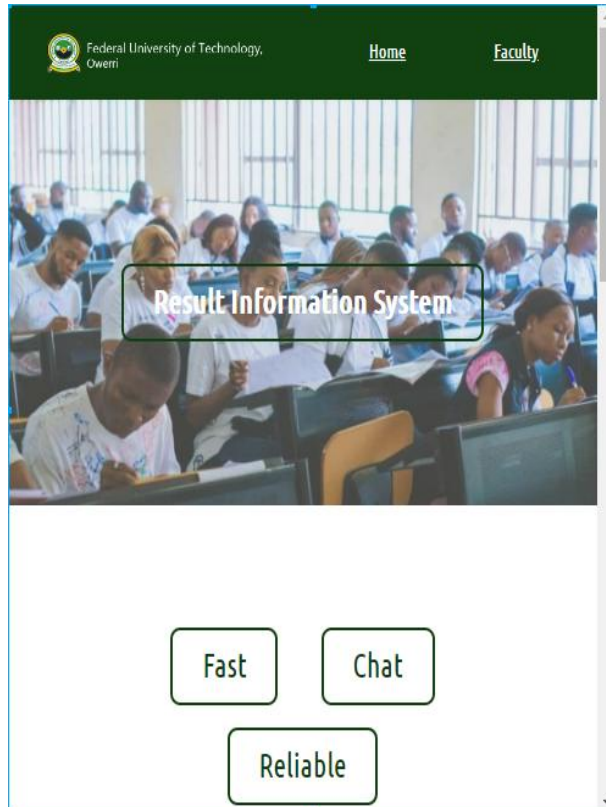 Federal University of Technology,
Owerri
Home
Faculty
Result Information System
Fast
Chat
Reliable